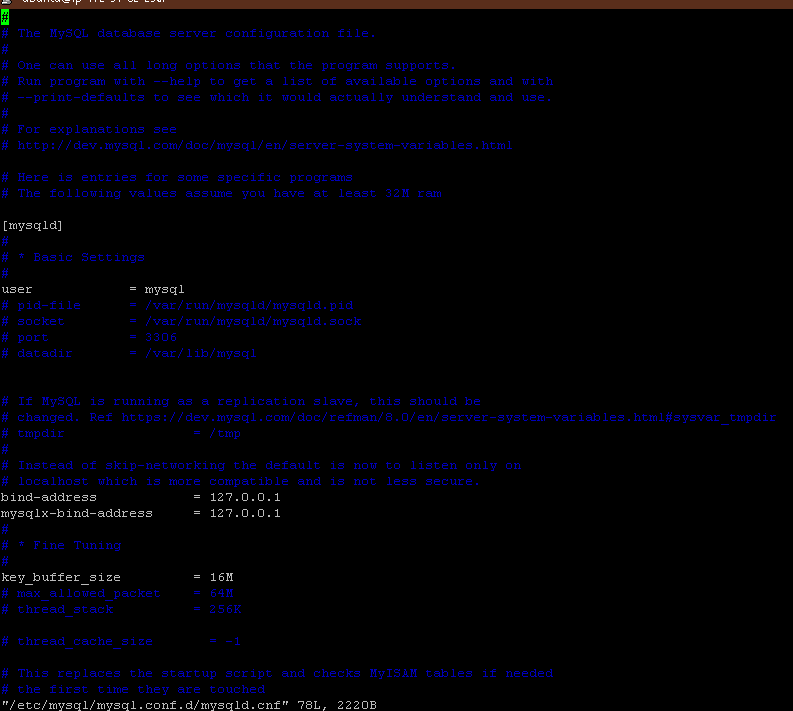 #
# The MySQL database server configuration file.
#
# One can use all long options that the program supports.
# Run program with --help to get a list of available options and with
# --print-defaults to see which it would actually understand and use.
#
# For explanations see
# http://dev.mysql.com/doc/mysql/en/server-system-variables.html
# Here is entries for some specific programs
# The following values assume you have at least 32M ram
[mysqld]
#
# * Basic Settings
#
user = mysql
# pid-file = /var/run/mysqld/mysqld.pid
# socket = /var/run/mysqld/mysqld.sock
# port = 3306
# datadir = /var/lib/mysql
# If MySQL is running as a replication slave, this should be
# changed. Ref https://dev.mysql.com/doc/refman/8.0/en/server-system-variables.html#sysvar_tmpdir
# tmpdir = /tmp
#
# Instead of skip-networking the default is now to listen only on
# localhost which is more compatible and is not less secure.
bind-address = 127.0.0.1
mysqlx-bind-address = 127.0.0.1
#
# * Fine Tuning
#
key_buffer_size = 16M
# max_allowed_packet = 64M
# thread_stack = 256K
# thread_cache_size = -1
# This replaces the startup script and checks MyISAM tables if needed
# the first time they are touched
"/etc/mysql/mysql.conf.d/mysqld.cnf" 78L, 2220B